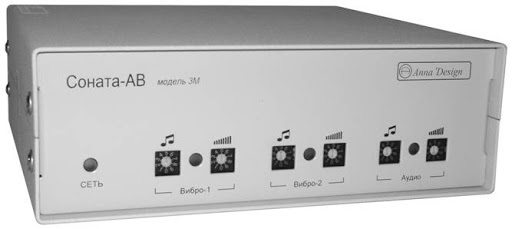 Соната-АВ модель 3М
Anna Design
СЕТЬ
Вибро-1
Вибро-2
Аудио